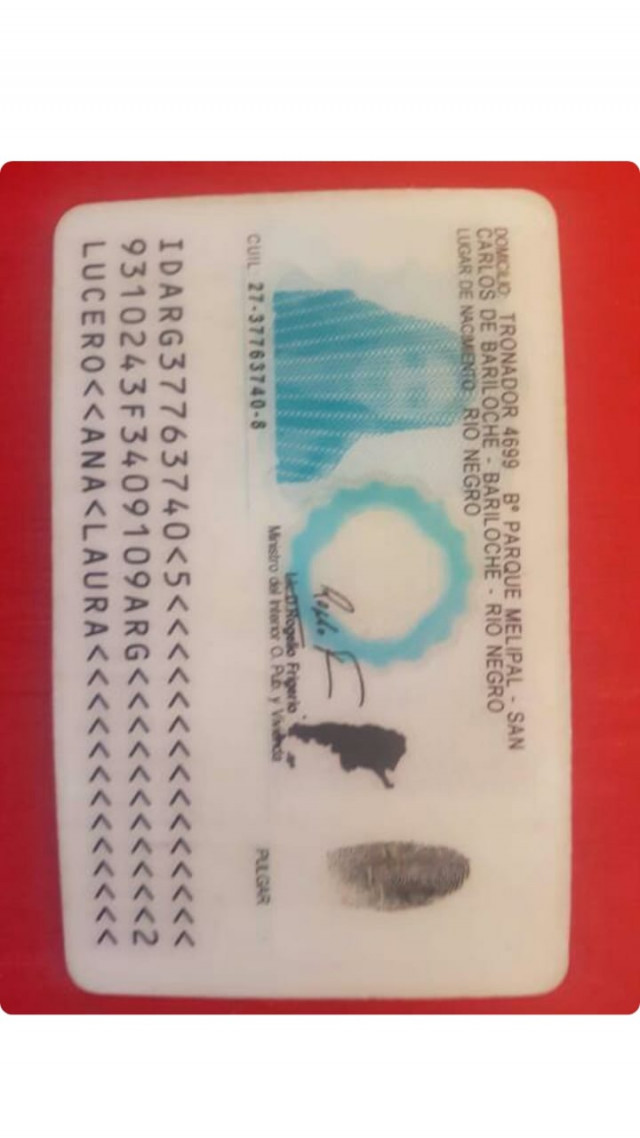 DOMICILIO: TRONADOR 4699 Bº PARQUE MELIPAL - SAN
CARLOS DE BARILOCHE - BARILOCHE - RIO NEGRO
LUGAR DE NACIMIENTO: RIO NEGRO
CUIL: 27-37763740-8
Lic. Rogelio Frigerio
Ministro del Interior O. Púb. y Vivienda
PULGAR
IDARG37763740<5<<<<<<<<<<<<<<<
9310243F3409109ARG<<<<<<<<<<<2
LUCERO<<ANA<LAURA<<<<<<<<<<<<<